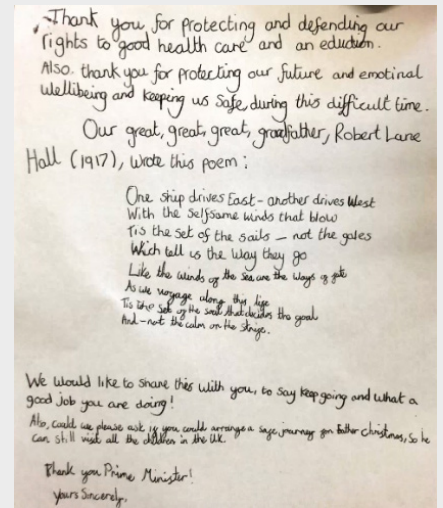 Thank you for protecting and defending our
rights to good health care and an eduction.
Also. thank you for protecting our future and emotinal
wellibeing and keeping us safe, during this difficult time.
Our great, great, great, grandfather, Robert Lane
Hall (1917), wrote this poem:
One ship drives East - another drives West
With the Selfsame winds that blow
Tis the set of the sails - not the gales
Which tell us the way they go
Like the winds of the sea are the ways of fate
As we voyage along this life
Tis the set of the soul that decides the goal
And - not the calm or the strife.
We would like to share this with you, to say keep going and what a
good job you are doing!
Also, could we please ask if you could arrange a safe journey for Father Christmas, so he
can still visit all the children in the UK.
Thank you Prime Minister!
Yours Sincerely,